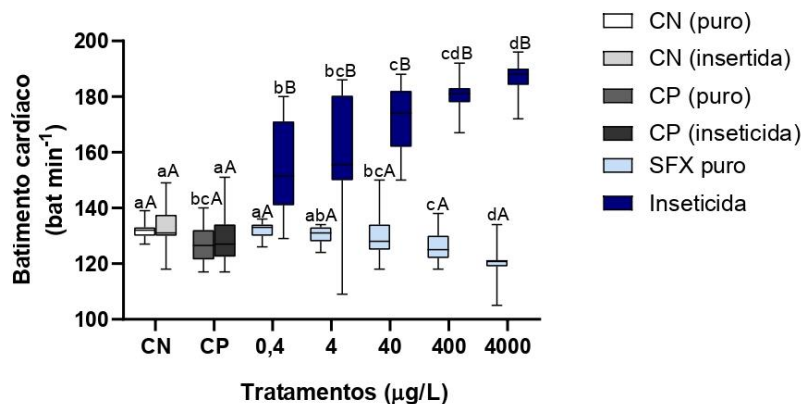 CN (puro)
CN (insertida)
CP (puro)
CP (inseticida)
SFX puro
Inseticida
Batimento cardíaco
(bat min⁻¹)
200
180
160
140
120
100
aA
aA
bcA
aA
aA
bB
abA
bcB
bcA
cB
cA
cdB
dA
dB
CN
CP
0,4
4
40
400
4000
Tratamentos (µg/L)